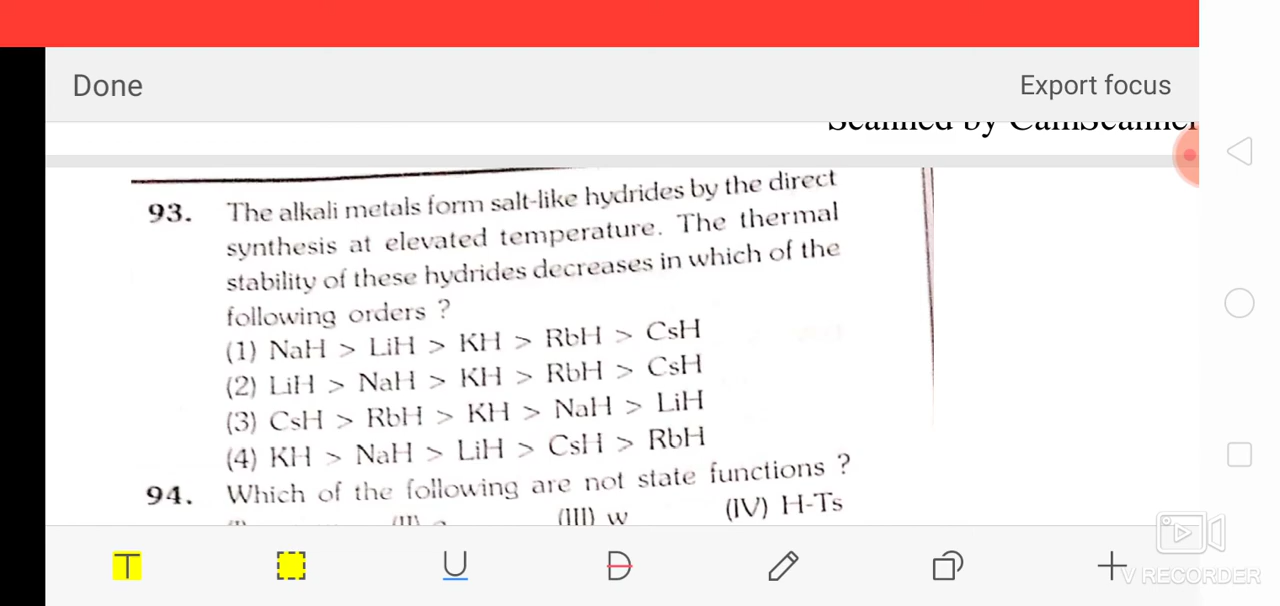 Done
Export focus
Scanned by CamScanner
93. The alkali metals form salt-like hydrides by the direct
synthesis at elevated temperature. The thermal
stability of these hydrides decreases in which of the
following orders ?
(1) NaH > LiH > KH > RbH > CsH
(2) LiH > NaH > KH > RbH > CsH
(3) CsH > RbH > KH > NaH > LiH
(4) KH > NaH > LiH > CsH > RbH
94. Which of the following are not state functions ?
(III) w (IV) H-Ts
T U D
V RECORDER